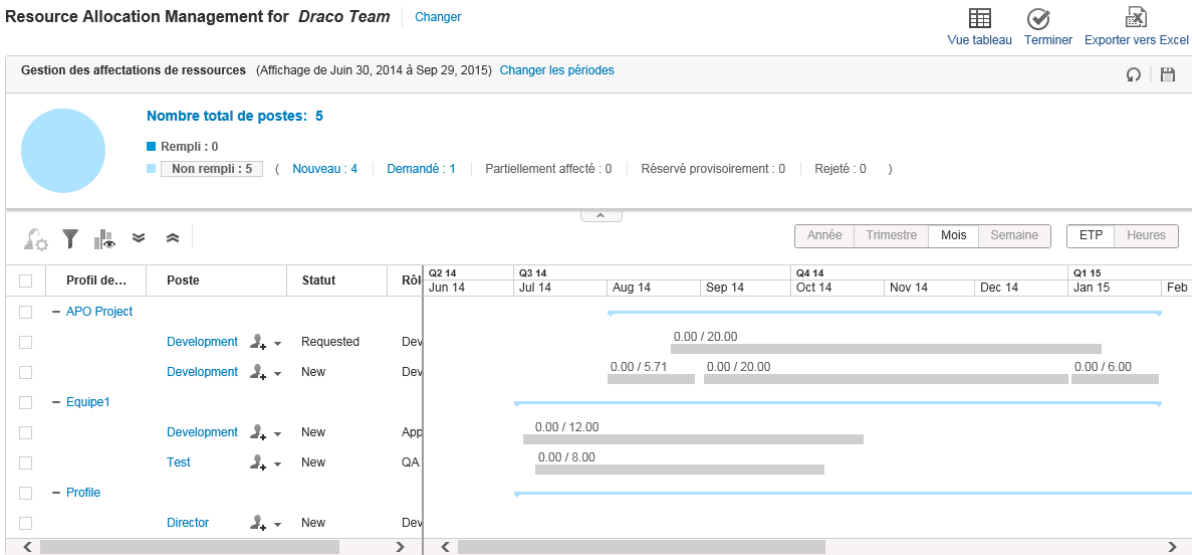 Resource Allocation Management for Draco Team Changer
Vue tableau Terminer Exporter vers Excel
Gestion des affectations de ressources (Affichage de Juin 30, 2014 à Sep 29, 2015) Changer les périodes
Nombre total de postes: 5
Rempli : 0
Non rempli : 5 ( Nouveau : 4 Demandé : 1 Partiellement affecté : 0 Réservé provisoirement : 0 Rejeté : 0 )
Année Trimestre Mois Semaine ETP Heures
Profil de... Poste Statut Rôl
Q2 14 Q3 14 Q4 14 Q1 15
Jun 14 Jul 14 Aug 14 Sep 14 Oct 14 Nov 14 Dec 14 Jan 15 Feb
APO Project
Development Requested Dev 0.00 / 20.00
Development New Dev 0.00 / 5.71 0.00 / 20.00 0.00 / 6.00
Equipe1
Development New App 0.00 / 12.00
Test New QA 0.00 / 8.00
Profile
Director New Dev